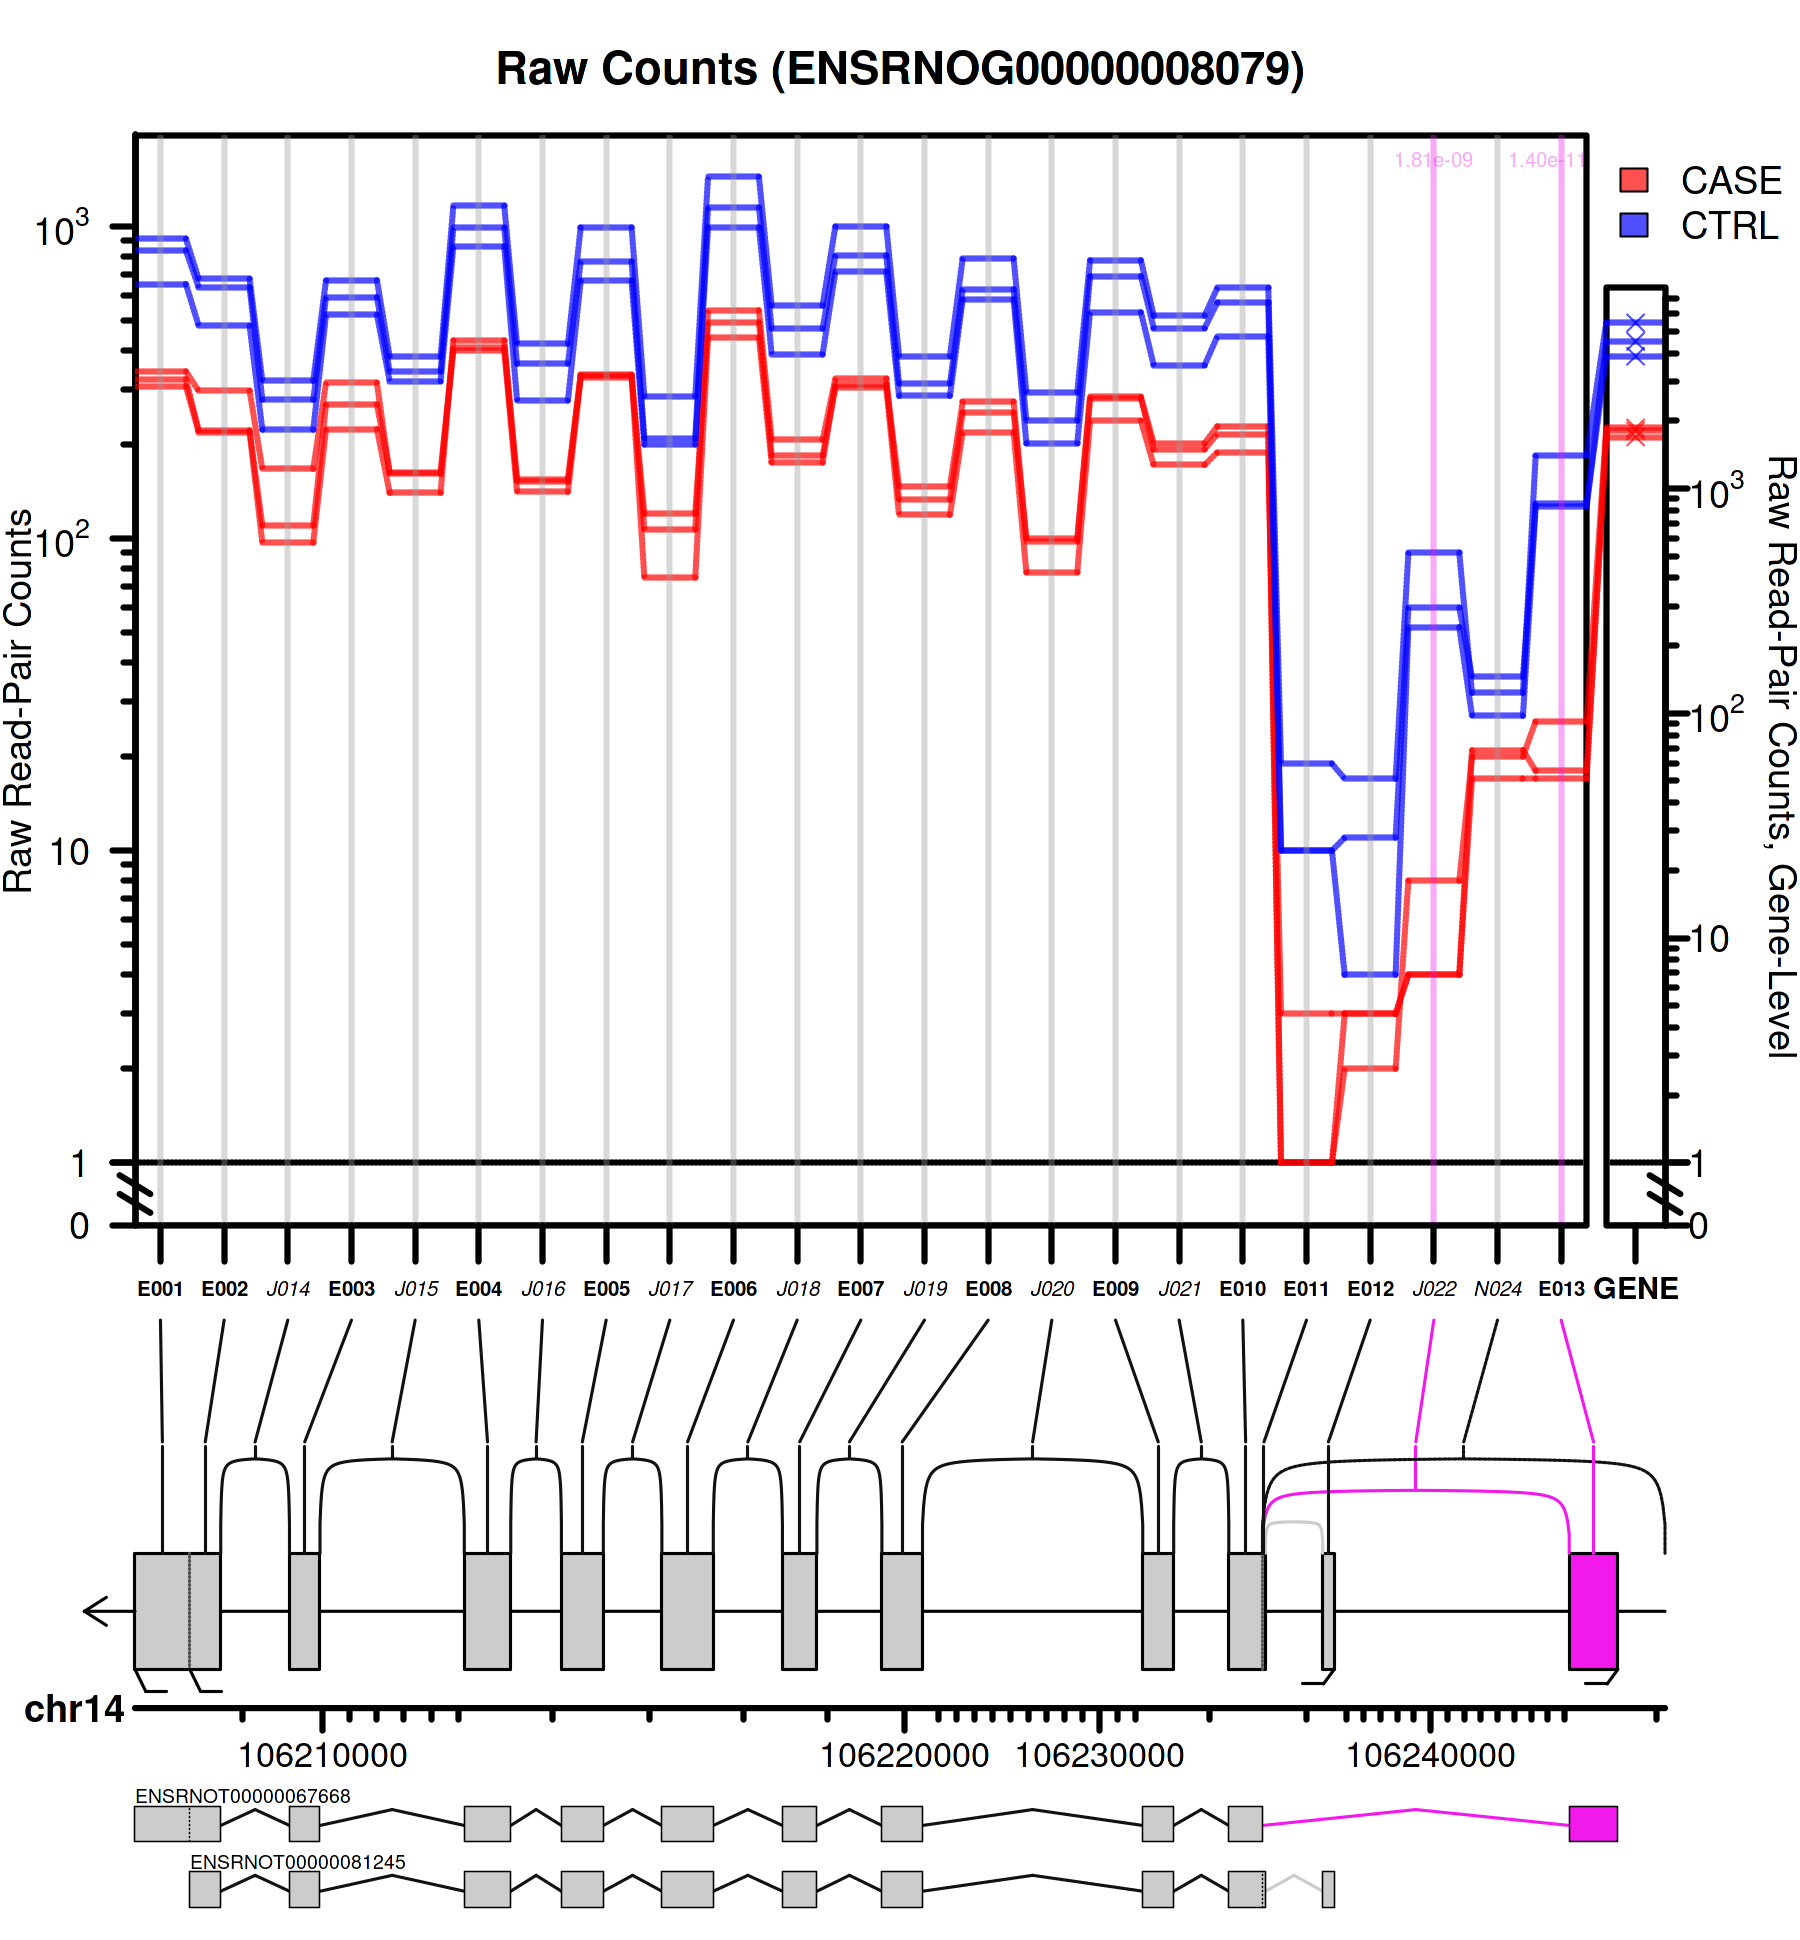 Raw Counts (ENSRNOG00000008079)
1.81e-09 1.40e-11
CASE
CTRL
Raw Read-Pair Counts
10³
10²
10
1
0
10³
10²
10
1
0
Raw Read-Pair Counts, Gene-Level
E001 E002 J014 E003 J015 E004 J016 E005 J017 E006 J018 E007 J019 E008 J020 E009 J021 E010 E011 E012 J022 N024 E013 GENE
chr14
106210000 106220000 106230000 106240000
ENSRNOT00000067668
ENSRNOT00000081245